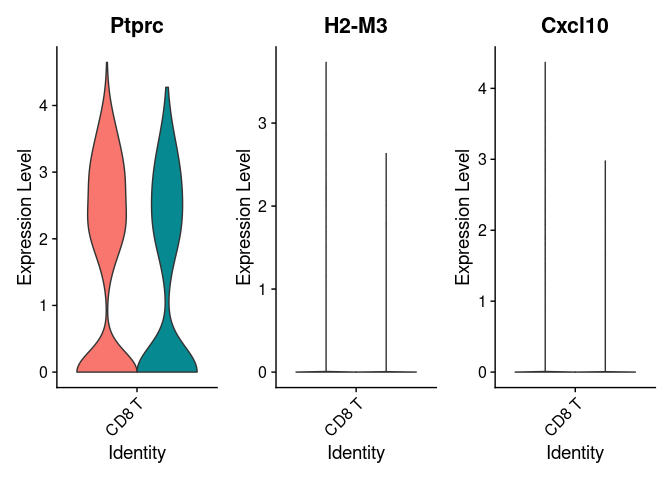 Ptprc
Expression Level
4
3
2
1
0
CD8 T
Identity
H2-M3
Expression Level
3
2
1
0
CD8 T
Identity
Cxcl10
Expression Level
4
3
2
1
0
CD8 T
Identity